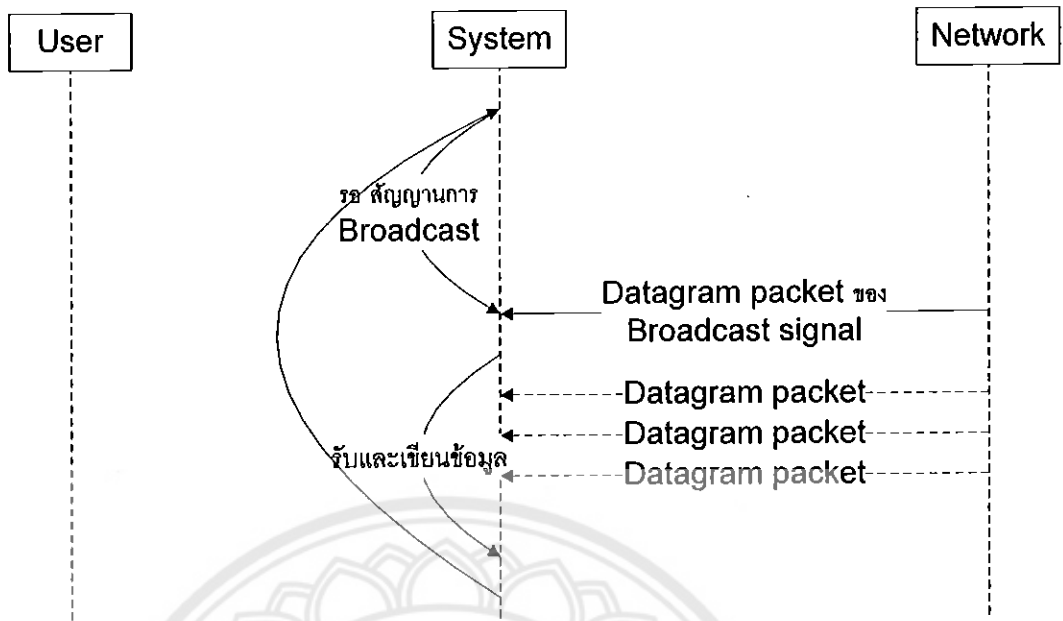 User
System
Network
รอ สัญญานการ
Broadcast
Datagram packet ของ
Broadcast signal
Datagram packet
Datagram packet
รับและเขียนข้อมูล
Datagram packet